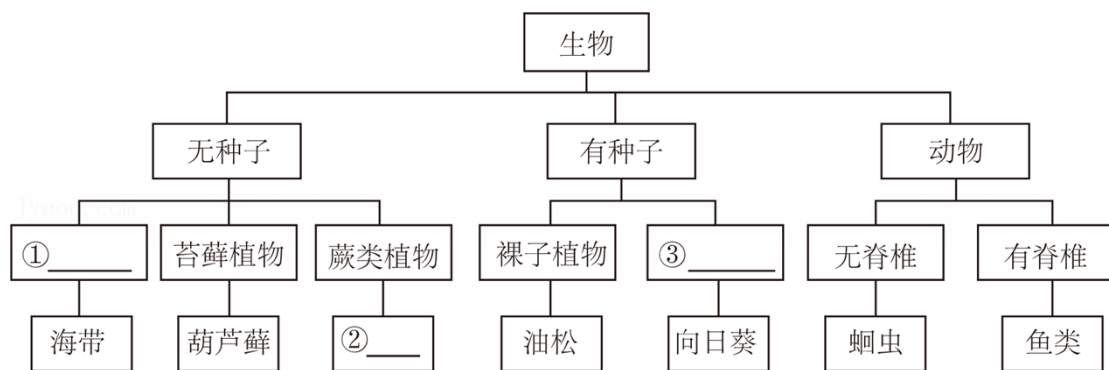 生物
无种子 有种子 动物
①______ 苔藓植物 蕨类植物 裸子植物 ③______ 无脊椎 有脊椎
海带 葫芦藓 ②____ 油松 向日葵 蛔虫 鱼类